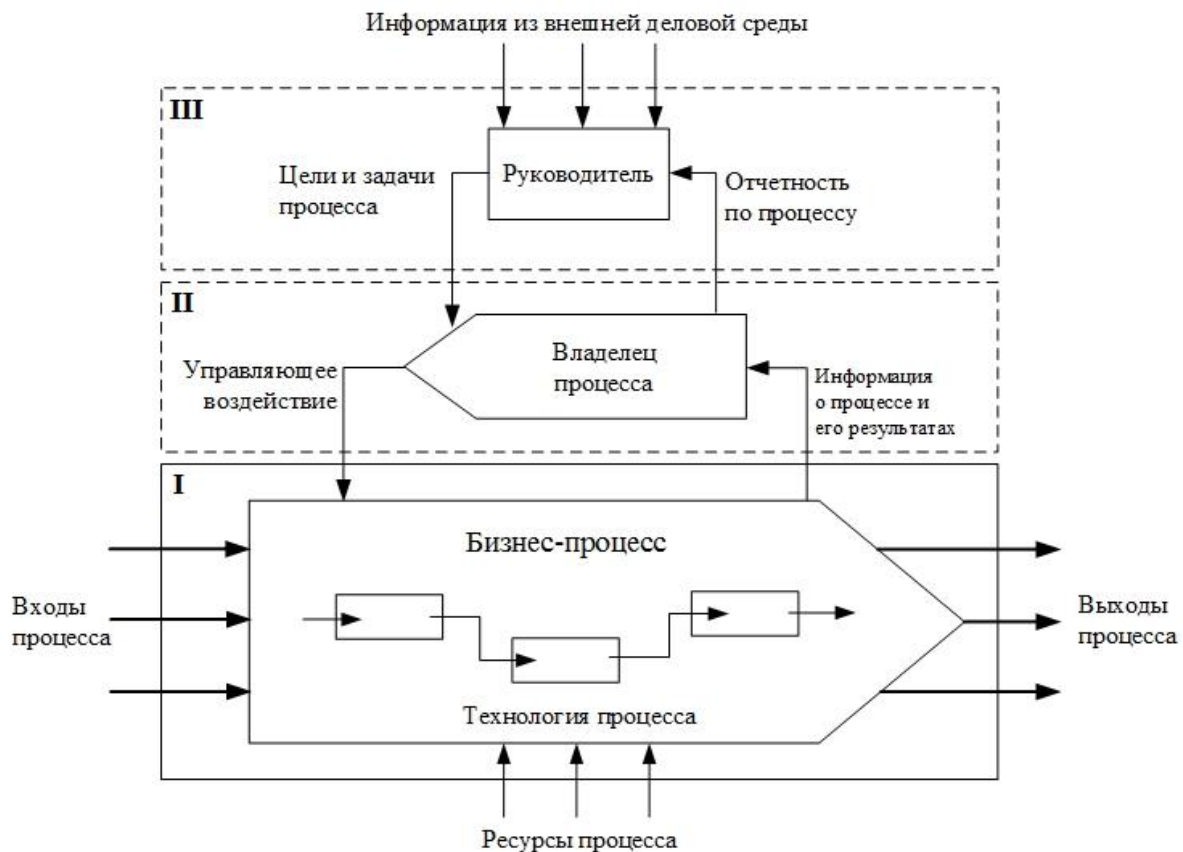 Информация из внешней деловой среды
III
Руководитель
Цели и задачи
процесса
Отчетность
по процессу
II
Владелец
процесса
Управляющее
воздействие
Информация
о процессе и
его результатах
I
Бизнес-процесс
Входы
процесса
Выходы
процесса
Технология процесса
Ресурсы процесса